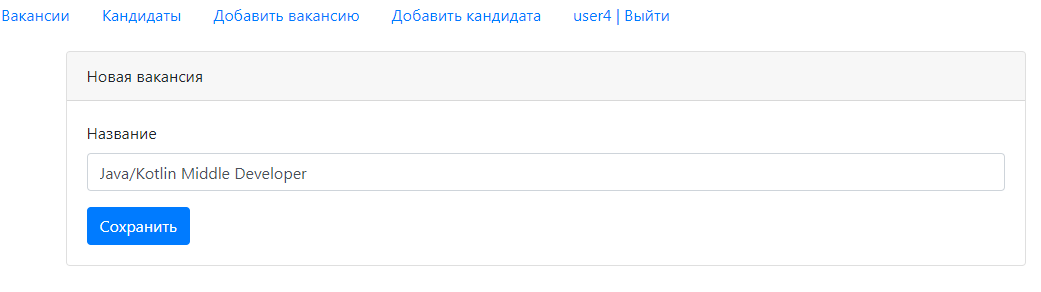 Вакансии Кандидаты Добавить вакансию Добавить кандидата user4 | Выйти
Новая вакансия
Название
Java/Kotlin Middle Developer
Сохранить